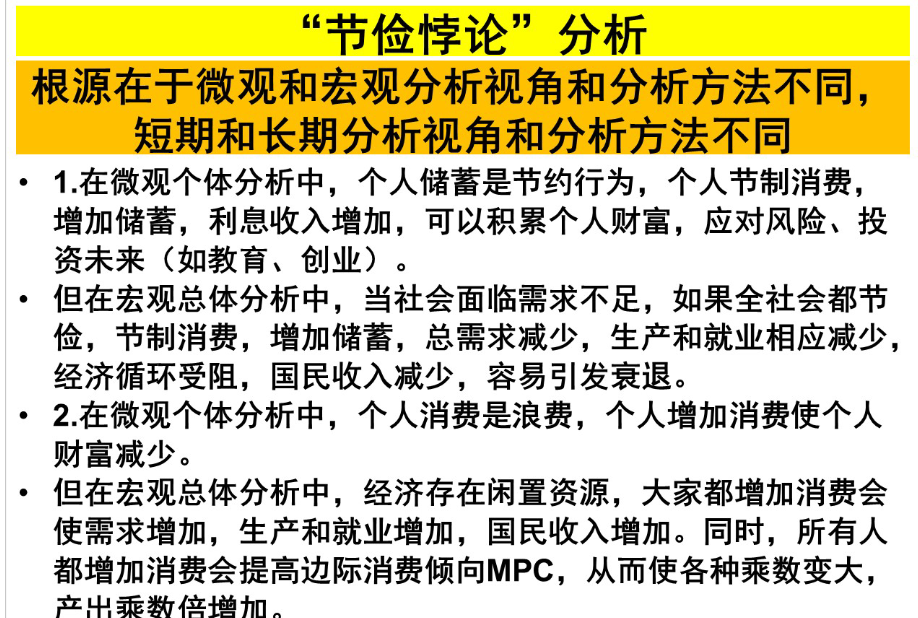 “节俭悖论”分析
根源在于微观和宏观分析视角和分析方法不同，
短期和长期分析视角和分析方法不同
• 1.在微观个体分析中，个人储蓄是节约行为，个人节制消费，
增加储蓄，利息收入增加，可以积累个人财富，应对风险、投
资未来（如教育、创业）。
• 但在宏观总体分析中，当社会面临需求不足，如果全社会都节
俭，节制消费，增加储蓄，总需求减少，生产和就业相应减少，
经济循环受阻，国民收入减少，容易引发衰退。
• 2.在微观个体分析中，个人消费是浪费，个人增加消费使个人
财富减少。
• 但在宏观总体分析中，经济存在闲置资源，大家都增加消费会
使需求增加，生产和就业增加，国民收入增加。同时，所有人
都增加消费会提高边际消费倾向MPC，从而使各种乘数变大，
产出乘数倍增加。